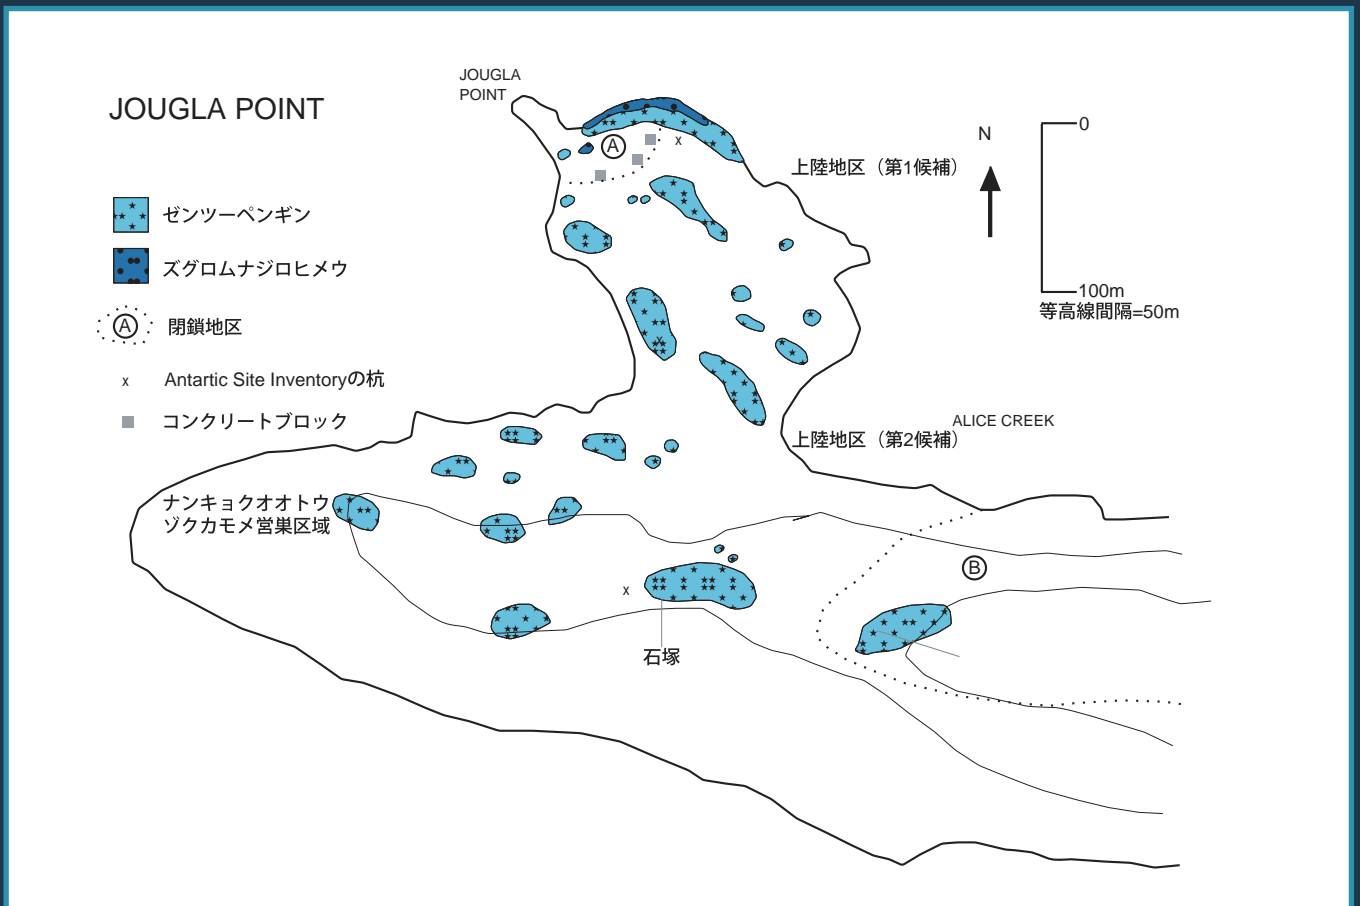 JOUGLA
POINT
JOUGLA POINT
N
0
100m
等高線間隔=50m
上陸地区（第1候補）
A
ゼンツーペンギン
ズグロムナジロヒメウ
A
閉鎖地区
x
Antartic Site Inventoryの杭
コンクリートブロック
x
x
ALICE CREEK
上陸地区（第2候補）
ナンキョクオオトウ
ゾクカモメ営巣区域
B
x
石塚